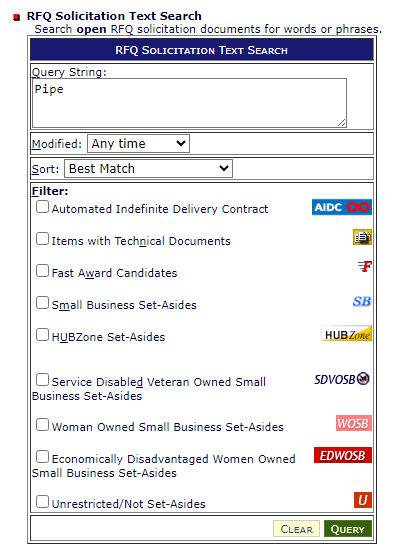 RFQ Solicitation Text Search
Search open RFQ solicitation documents for words or phrases.
RFQ SOLICITATION TEXT SEARCH
Query String:
Pipe
Modified: Any time
Sort: Best Match
Filter:
Automated Indefinite Delivery Contract AIDC
Items with Technical Documents
Fast Award Candidates F
Small Business Set-Asides SB
HUBZone Set-Asides HUBZone
Service Disabled Veteran Owned Small SDVOSB
Business Set-Asides
Woman Owned Small Business Set-Asides WOSB
Economically Disadvantaged Women Owned EDWOSB
Small Business Set-Asides
Unrestricted/Not Set-Asides U
CLEAR QUERY